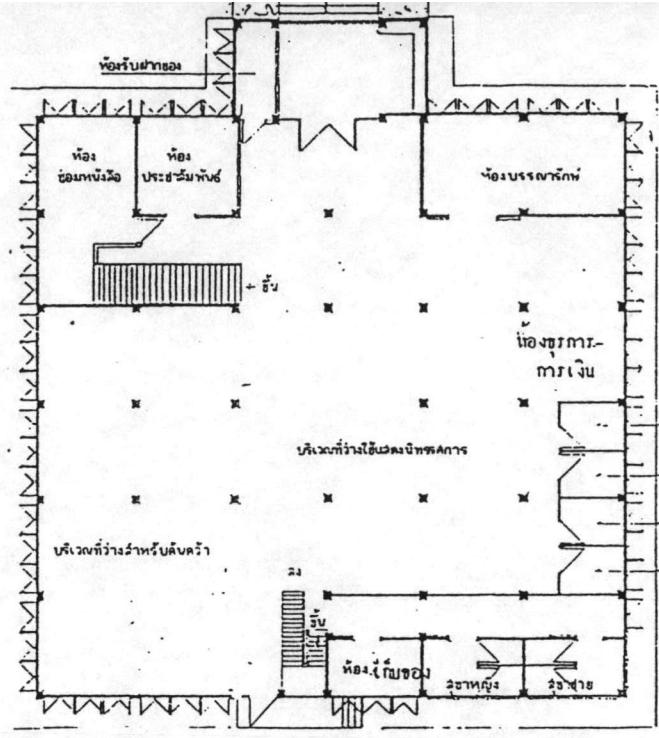 ห้องรับฝากของ
ห้อง
ซ่อมหนังสือ
ห้อง
ประชาสัมพันธ์
ห้องบรรณารักษ์
ขึ้น
ห้องธุรการ-
การเงิน
บริเวณที่ว่างใช้แสดงนิทรรศการ
บริเวณที่ว่างสำหรับค้นคว้า
ลง
ขึ้น
ห้องเก็บของ
สุขาหญิง
สุขาชาย